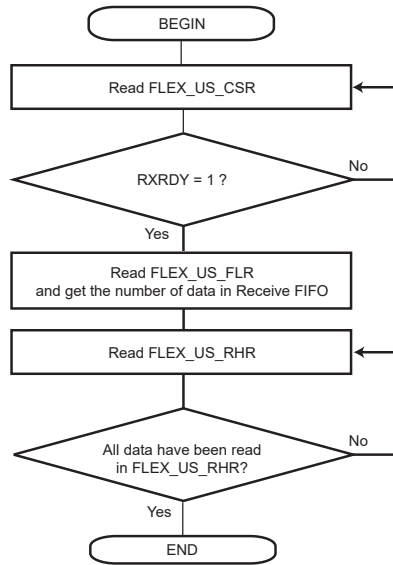 BEGIN
Read FLEX_US_CSR
RXRDY = 1 ?
No
Yes
Read FLEX_US_FLR
and get the number of data in Receive FIFO
Read FLEX_US_RHR
All data have been read
in FLEX_US_RHR?
No
Yes
END